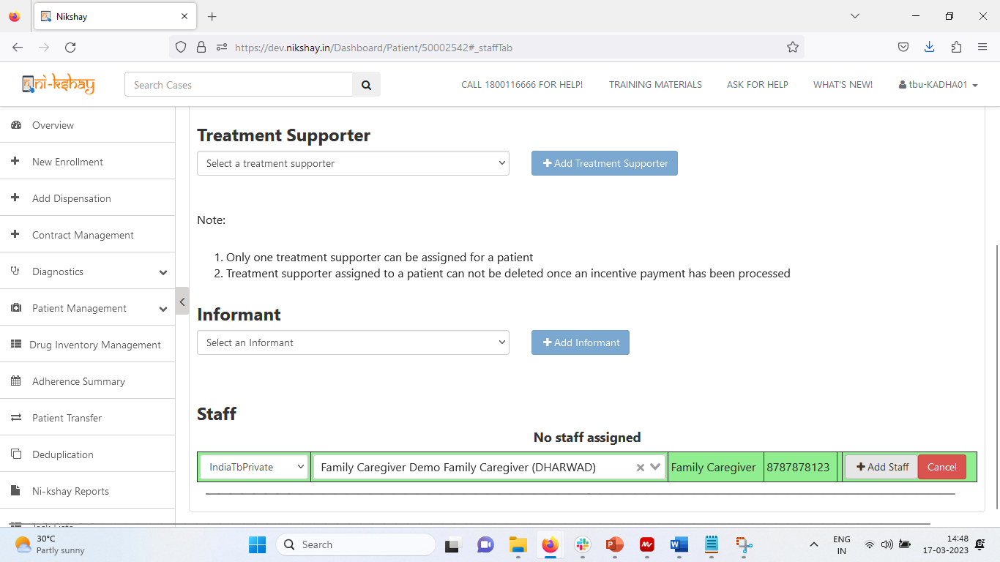 Nikshay
https://dev.nikshay.in/Dashboard/Patient/50002542#_staffTab
नि-kshay
Search Cases
CALL 1800116666 FOR HELP!
TRAINING MATERIALS
ASK FOR HELP
WHAT'S NEW!
tbu-KADHA01
Overview
New Enrollment
Add Dispensation
Contract Management
Diagnostics
Patient Management
Drug Inventory Management
Adherence Summary
Patient Transfer
Deduplication
Ni-kshay Reports
Treatment Supporter
Select a treatment supporter
Add Treatment Supporter
Note:
1. Only one treatment supporter can be assigned for a patient
2. Treatment supporter assigned to a patient can not be deleted once an incentive payment has been processed
Informant
Select an Informant
Add Informant
Staff
No staff assigned
IndiaTbPrivate
Family Caregiver Demo Family Caregiver (DHARWAD)
Family Caregiver
8787878123
Add Staff
Cancel
30°C
Partly sunny
Search
ENG
IN
14:48
17-03-2023